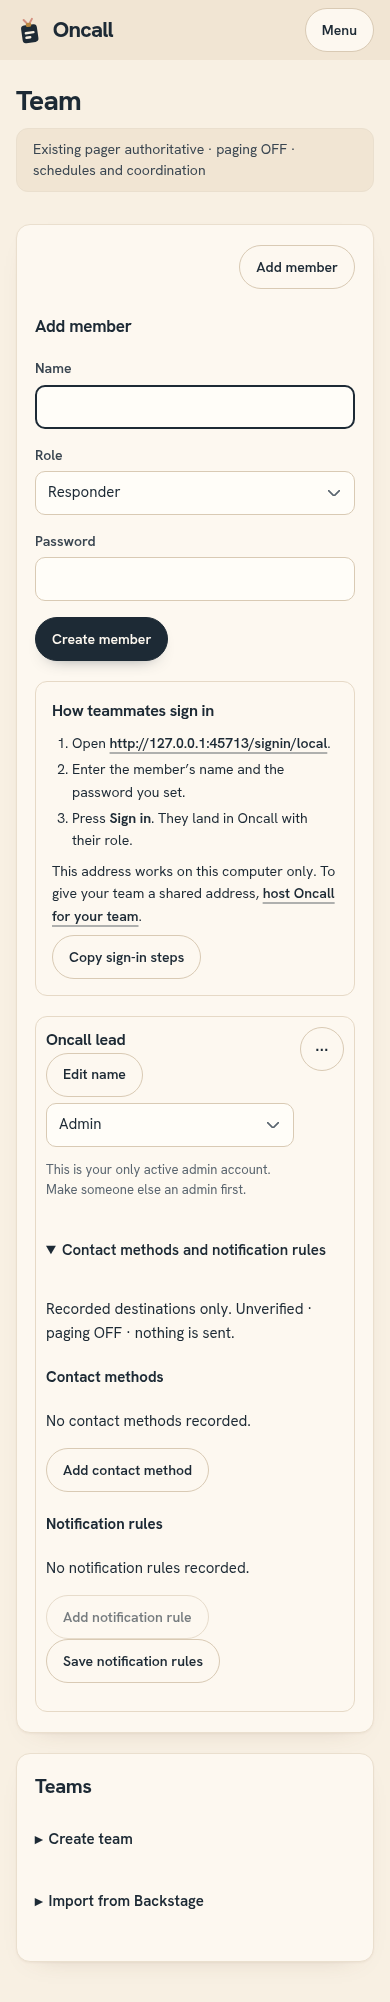 Oncall
Menu
Team
Existing pager authoritative · paging OFF ·
schedules and coordination
Add member
Add member
Name
Role
Responder
Password
Create member
How teammates sign in
1. Open http://127.0.0.1:45713/signin/local.
2. Enter the member’s name and the
password you set.
3. Press Sign in. They land in Oncall with
their role.
This address works on this computer only. To
give your team a shared address, host Oncall
for your team.
Copy sign-in steps
Oncall lead
···
Edit name
Admin
This is your only active admin account.
Make someone else an admin first.
▼ Contact methods and notification rules
Recorded destinations only. Unverified ·
paging OFF · nothing is sent.
Contact methods
No contact methods recorded.
Add contact method
Notification rules
No notification rules recorded.
Add notification rule
Save notification rules
Teams
▶ Create team
▶ Import from Backstage